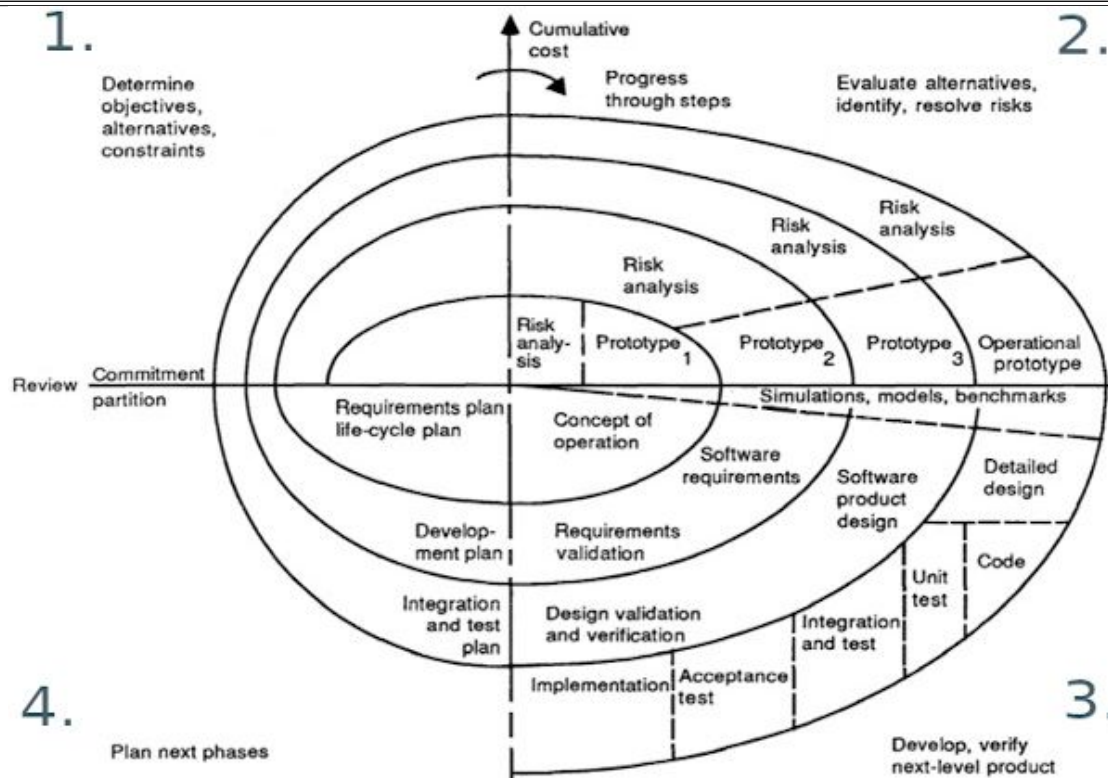 1.
Cumulative
cost
2.
Determine
objectives,
alternatives,
constraints
Progress
through steps
Evaluate alternatives,
identify, resolve risks
Risk
analysis
Risk
analysis
Risk
analysis
Risk
analy-
sis
Prototype 1
Prototype 2
Prototype 3
Operational
prototype
Review
Commitment
partition
Simulations, models, benchmarks
Requirements plan
life-cycle plan
Concept of
operation
Software
requirements
Software
product
design
Detailed
design
Develop-
ment plan
Requirements
validation
Unit
test
Code
Integration
and test
plan
Design validation
and verification
Integration
and test
Implementation
Acceptance
test
4.
3.
Plan next phases
Develop, verify
next-level product